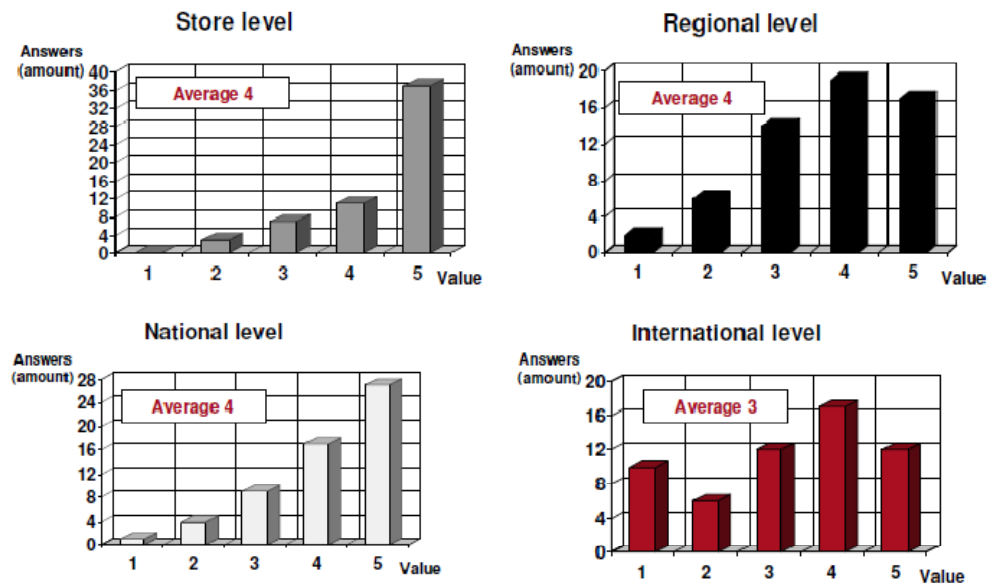 Store level
Answers
(amount)
Average 4
40
36
32
28
24
20
16
12
8
4
0
1 2 3 4 5 Value
Regional level
Answers
(amount)
Average 4
20
16
12
8
4
0
1 2 3 4 5 Value
National level
Answers
(amount)
Average 4
28
24
20
16
12
8
4
0
1 2 3 4 5 Value
International level
Answers
(amount)
Average 3
20
16
12
8
4
0
1 2 3 4 5 Value